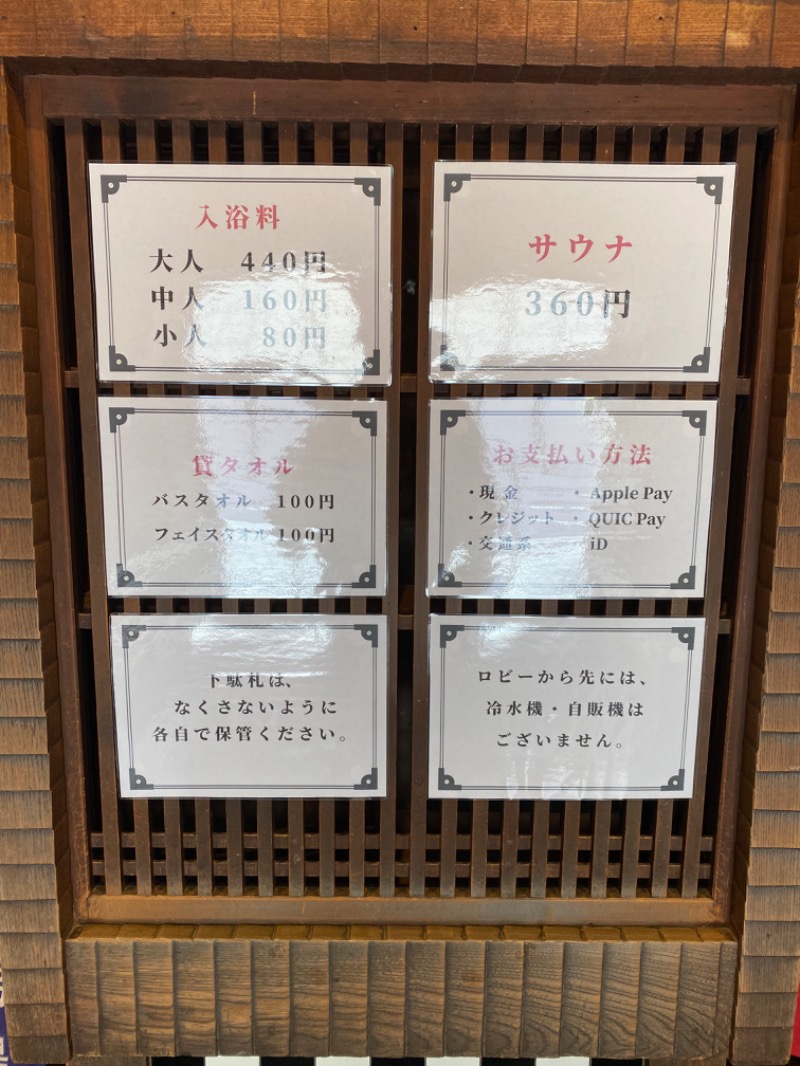 入浴料
大人 440円
中人 160円
小人 80円
サウナ
360円
貸タオル
バスタオル 100円
フェイスタオル 100円
お支払い方法
・現金 ・Apple Pay
・クレジット ・QUIC Pay
・交通系 iD
下駄札は、
なくさないように
各自で保管ください。
ロビーから先には、
冷水機・自販機は
ございません。